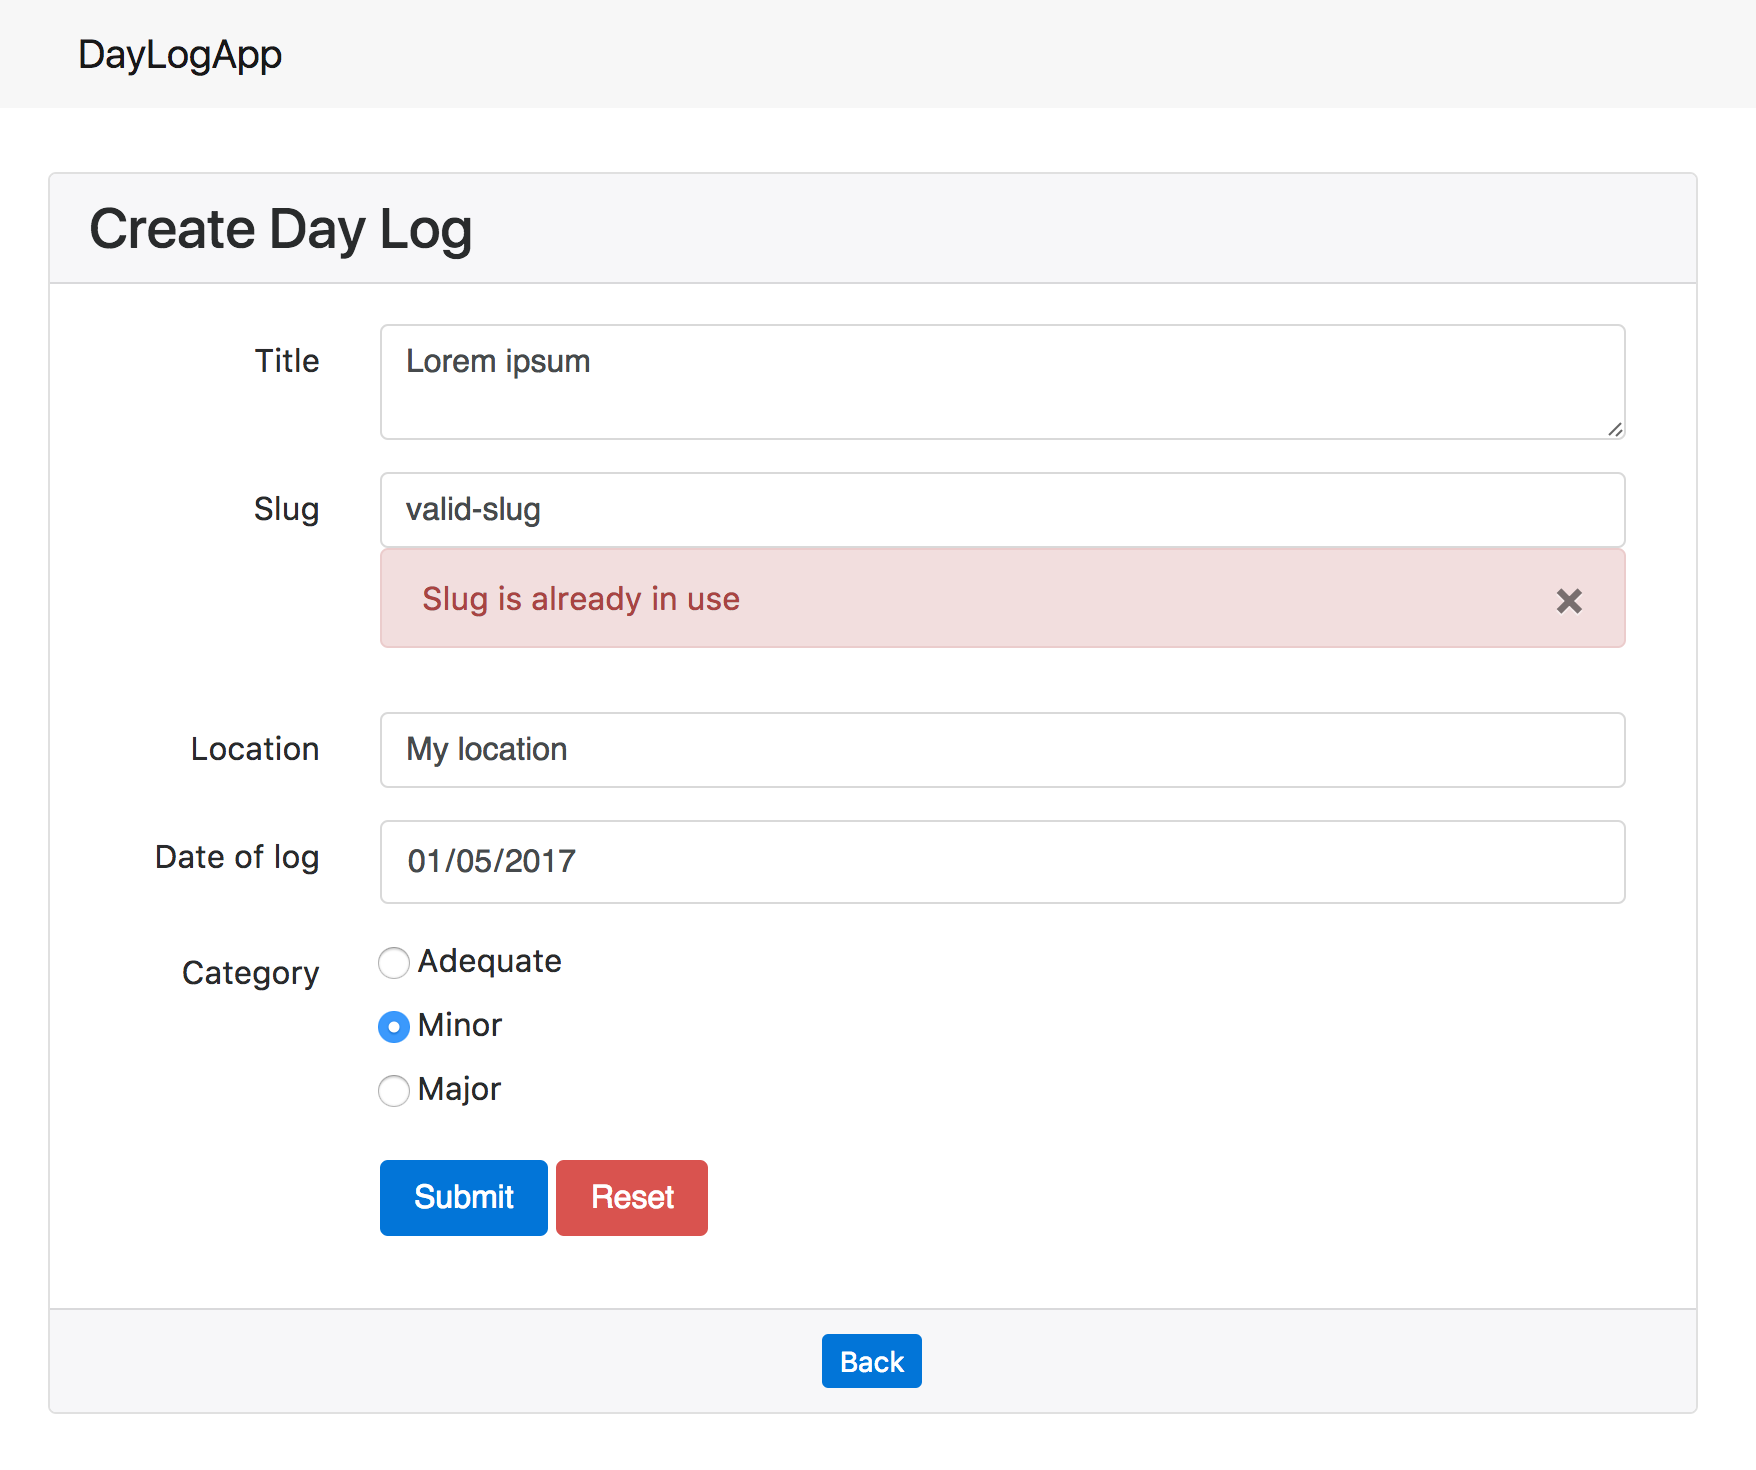 DayLogApp
Create Day Log
Title
Lorem ipsum
Slug
valid-slug
Slug is already in use
Location
My location
Date of log
01/05/2017
Category
Adequate
Minor
Major
Submit
Reset
Back